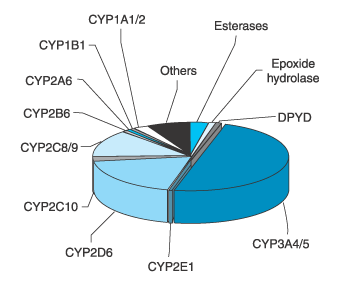 CYP1A1/2
Esterases
CYP1B1
Others
Epoxide
hydrolase
CYP2A6
CYP2B6
DPYD
CYP2C8/9
CYP2C10
CYP2D6
CYP2E1
CYP3A4/5